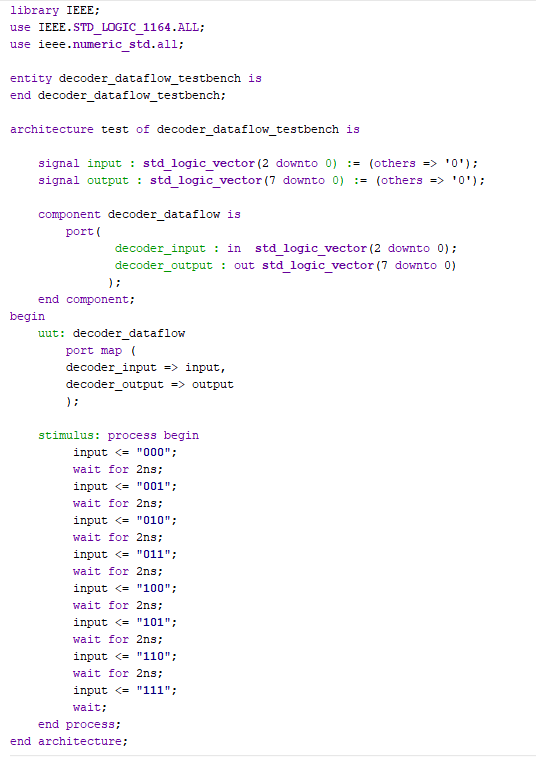 library IEEE;
use IEEE.STD_LOGIC_1164.ALL;
use ieee.numeric_std.all;

entity decoder_dataflow_testbench is
end decoder_dataflow_testbench;

architecture test of decoder_dataflow_testbench is

    signal input : std_logic_vector(2 downto 0) := (others => '0');
    signal output : std_logic_vector(7 downto 0) := (others => '0');

    component decoder_dataflow is
        port(
               decoder_input : in  std_logic_vector(2 downto 0);
               decoder_output : out std_logic_vector(7 downto 0)
              );
    end component;
begin
    uut: decoder_dataflow
        port map (
        decoder_input => input,
        decoder_output => output
        );

    stimulus: process begin
         input <= "000";
         wait for 2ns;
         input <= "001";
         wait for 2ns;
         input <= "010";
         wait for 2ns;
         input <= "011";
         wait for 2ns;
         input <= "100";
         wait for 2ns;
         input <= "101";
         wait for 2ns;
         input <= "110";
         wait for 2ns;
         input <= "111";
         wait;
    end process;
end architecture;